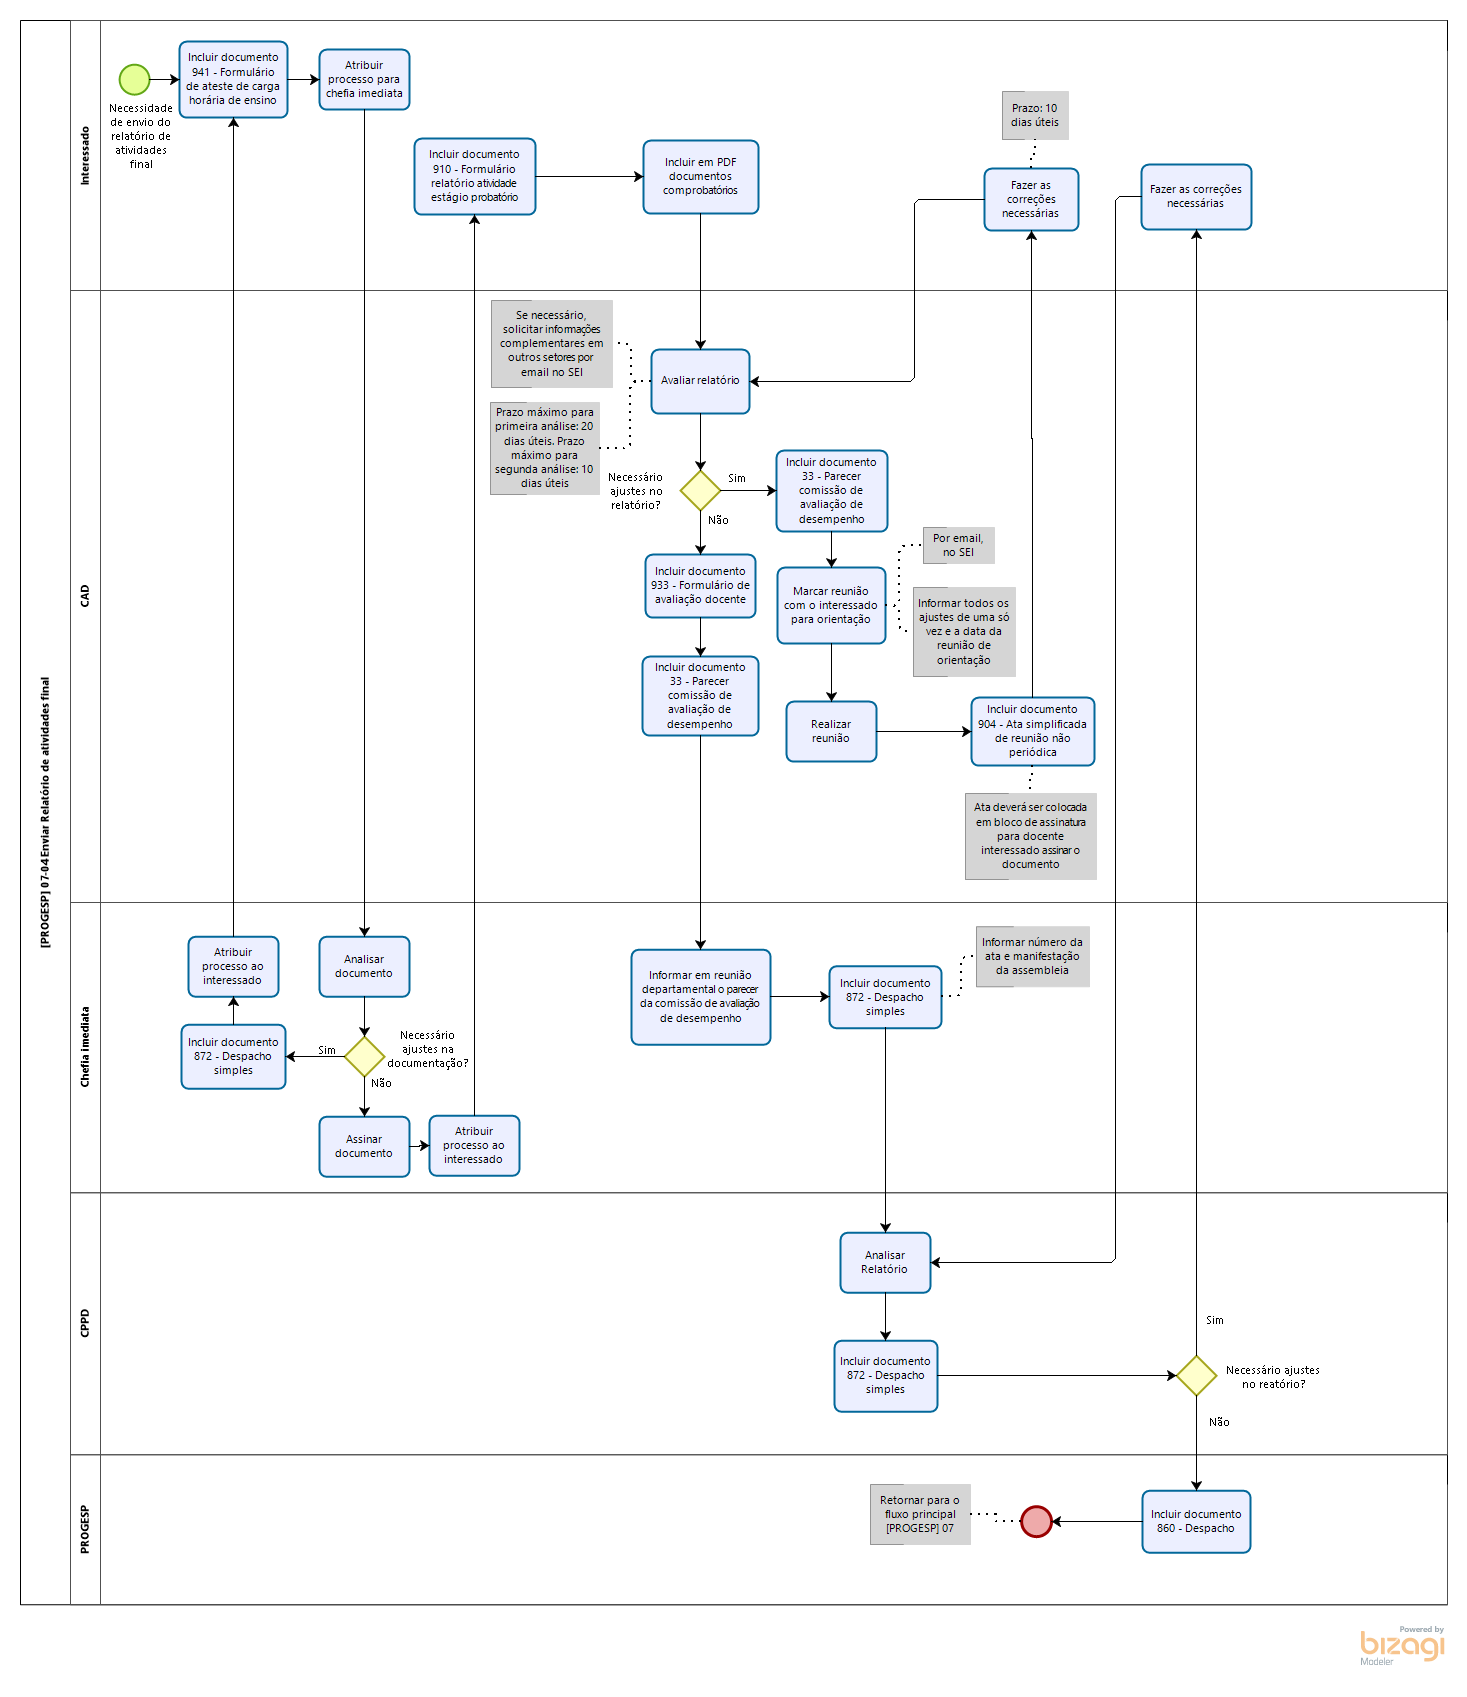 [PROGESP] 07-04 Enviar Relatório de atividades final
Interessado
Necessidade
de envio do
relatório de
atividades
final
Incluir documento
941 - Formulário
de ateste de carga
horária de ensino
Atribuir
processo para
chefia imediata
Incluir documento
910 - Formulário
relatório atividade
estágio probatório
Incluir em PDF
documentos
comprobatórios
Prazo: 10
dias úteis
Fazer as
correções
necessárias
Fazer as correções
necessárias
CAD
Se necessário,
solicitar informações
complementares em
outros setores por
email no SEI
Avaliar relatório
Prazo máximo para
primeira análise: 20
dias úteis. Prazo
máximo para
segunda análise: 10
dias úteis
Necessário
ajustes no
relatório?
Sim
Não
Incluir documento
33 - Parecer
comissão de
avaliação de
desempenho
Incluir documento
933 - Formulário de
avaliação docente
Marcar reunião
com o interessado
para orientação
Por email,
no SEI
Informar todos os
ajustes de uma só
vez e a data da
reunião de
orientação
Incluir documento
33 - Parecer
comissão de
avaliação de
desempenho
Realizar
reunião
Incluir documento
904 - Ata simplificada
de reunião não
periódica
Ata deverá ser colocada
em bloco de assinatura
para docente
interessado assinar o
documento
Chefia imediata
Atribuir
processo ao
interessado
Analisar
documento
Incluir documento
872 - Despacho
simples
Sim
Necessário
ajustes na
documentação?
Não
Assinar
documento
Atribuir
processo ao
interessado
Informar em reunião
departamental o parecer
da comissão de avaliação
de desempenho
Incluir documento
872 - Despacho
simples
Informar número da
ata e manifestação
da assembleia
CPPD
Analisar
Relatório
Incluir documento
872 - Despacho
simples
Sim
Necessário ajustes
no reatório?
Não
PROGESP
Retornar para o
fluxo principal
[PROGESP] 07
Incluir documento
860 - Despacho
Powered by
bizagi
Modeler